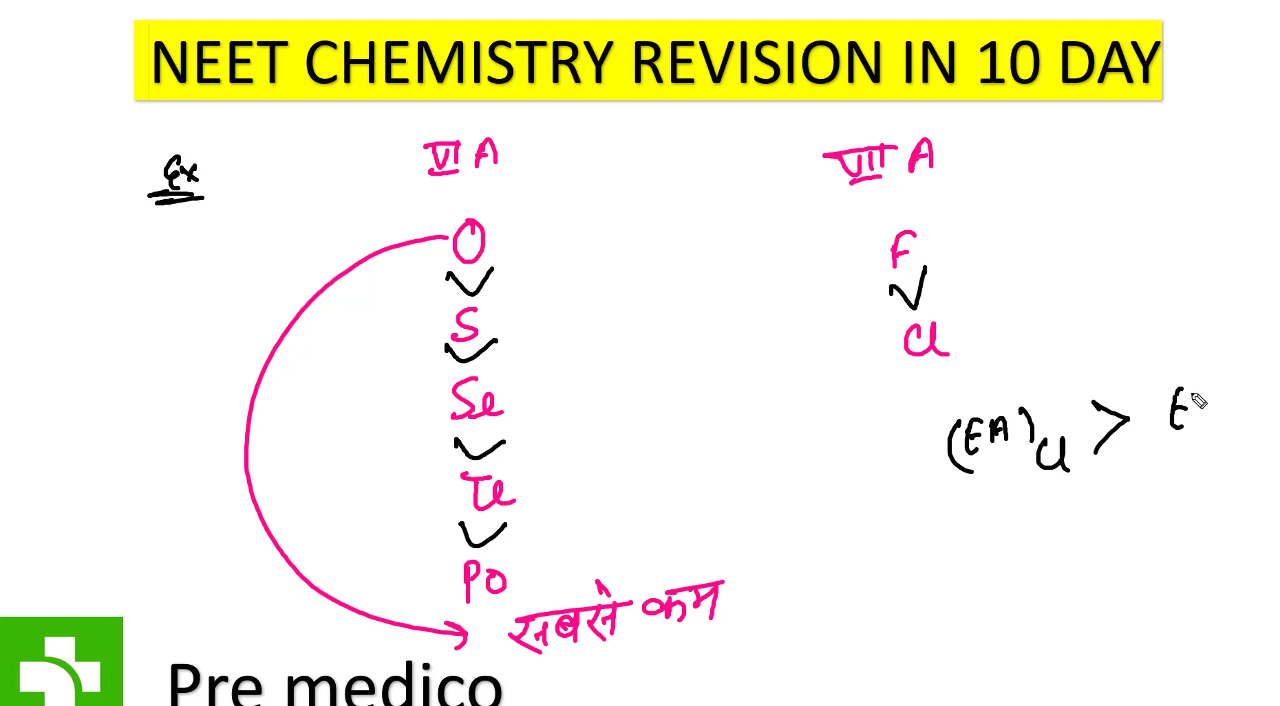 NEET CHEMISTRY REVISION IN 10 DAY
Ex
VI A
VII A
O
F
S
Cl
Se
(EA)Cl > E
Te
Po
सबसे कम
Pre medico